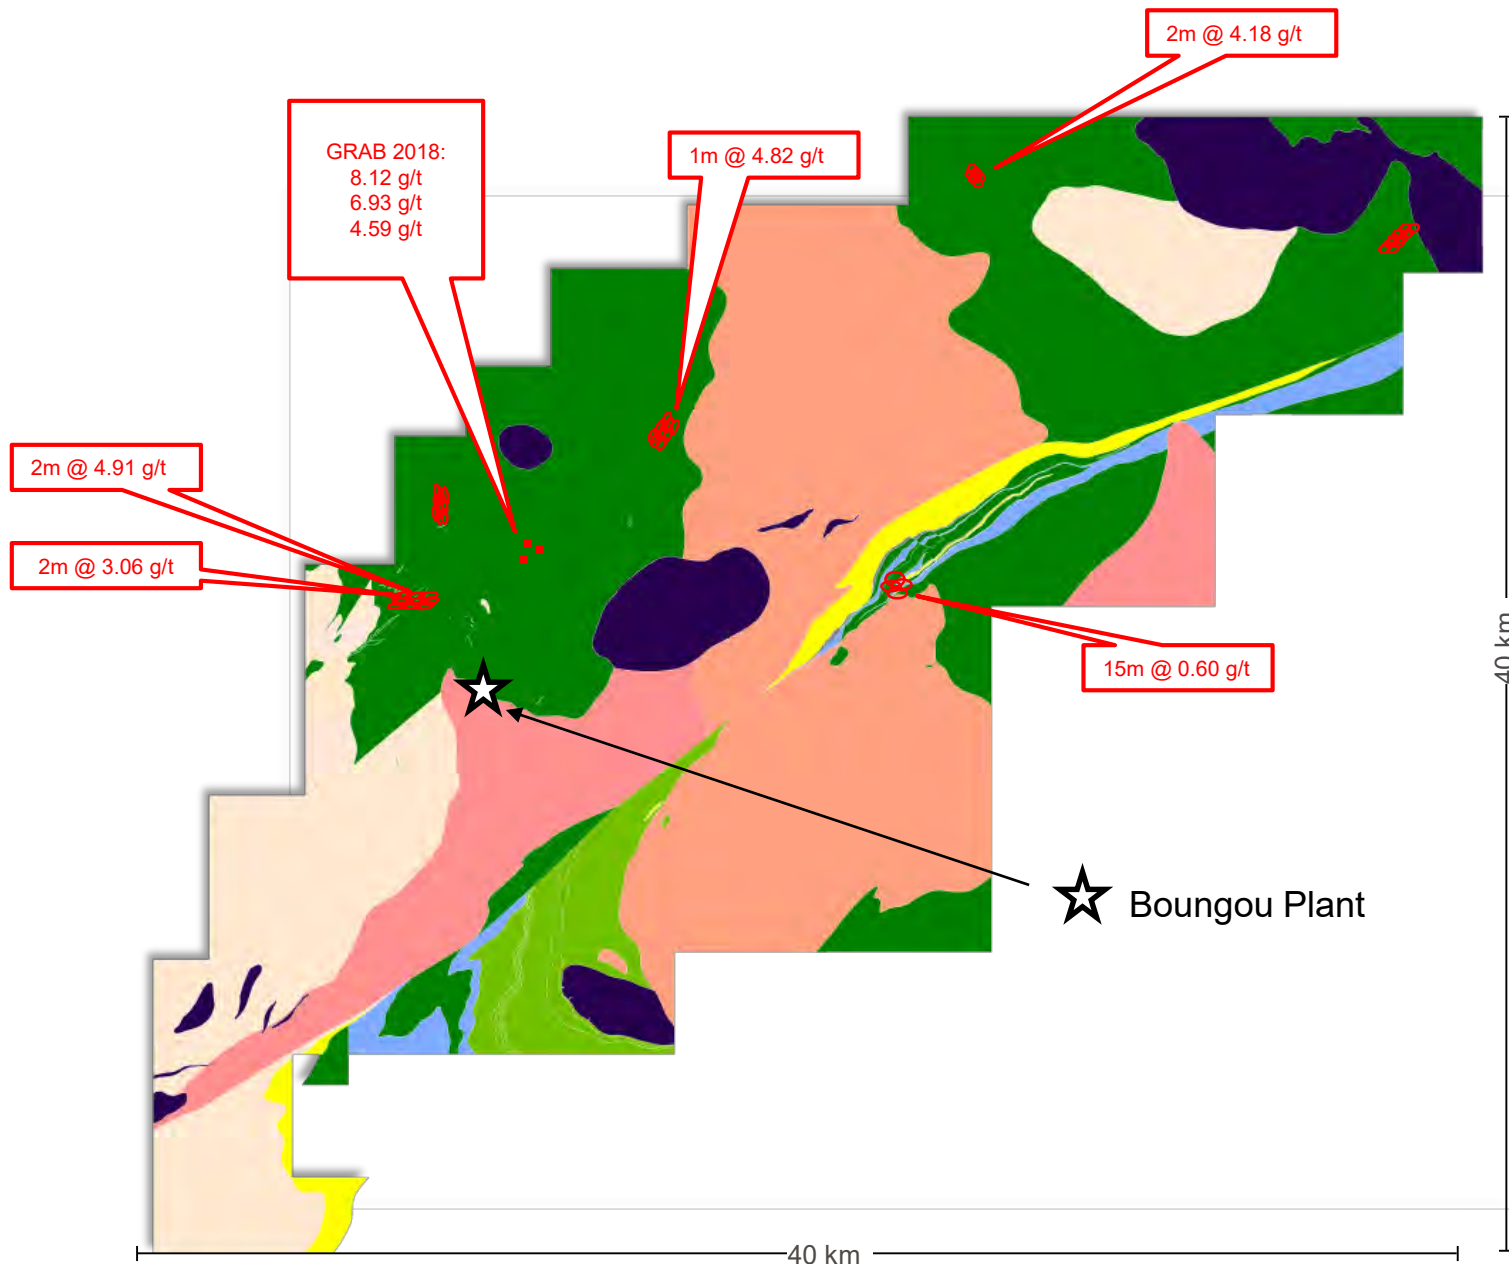 2m @ 4.18 g/t
GRAB 2018:
8.12 g/t
6.93 g/t
4.59 g/t
1m @ 4.82 g/t
2m @ 4.91 g/t
2m @ 3.06 g/t
15m @ 0.60 g/t
40 km
Boungou Plant
40 km